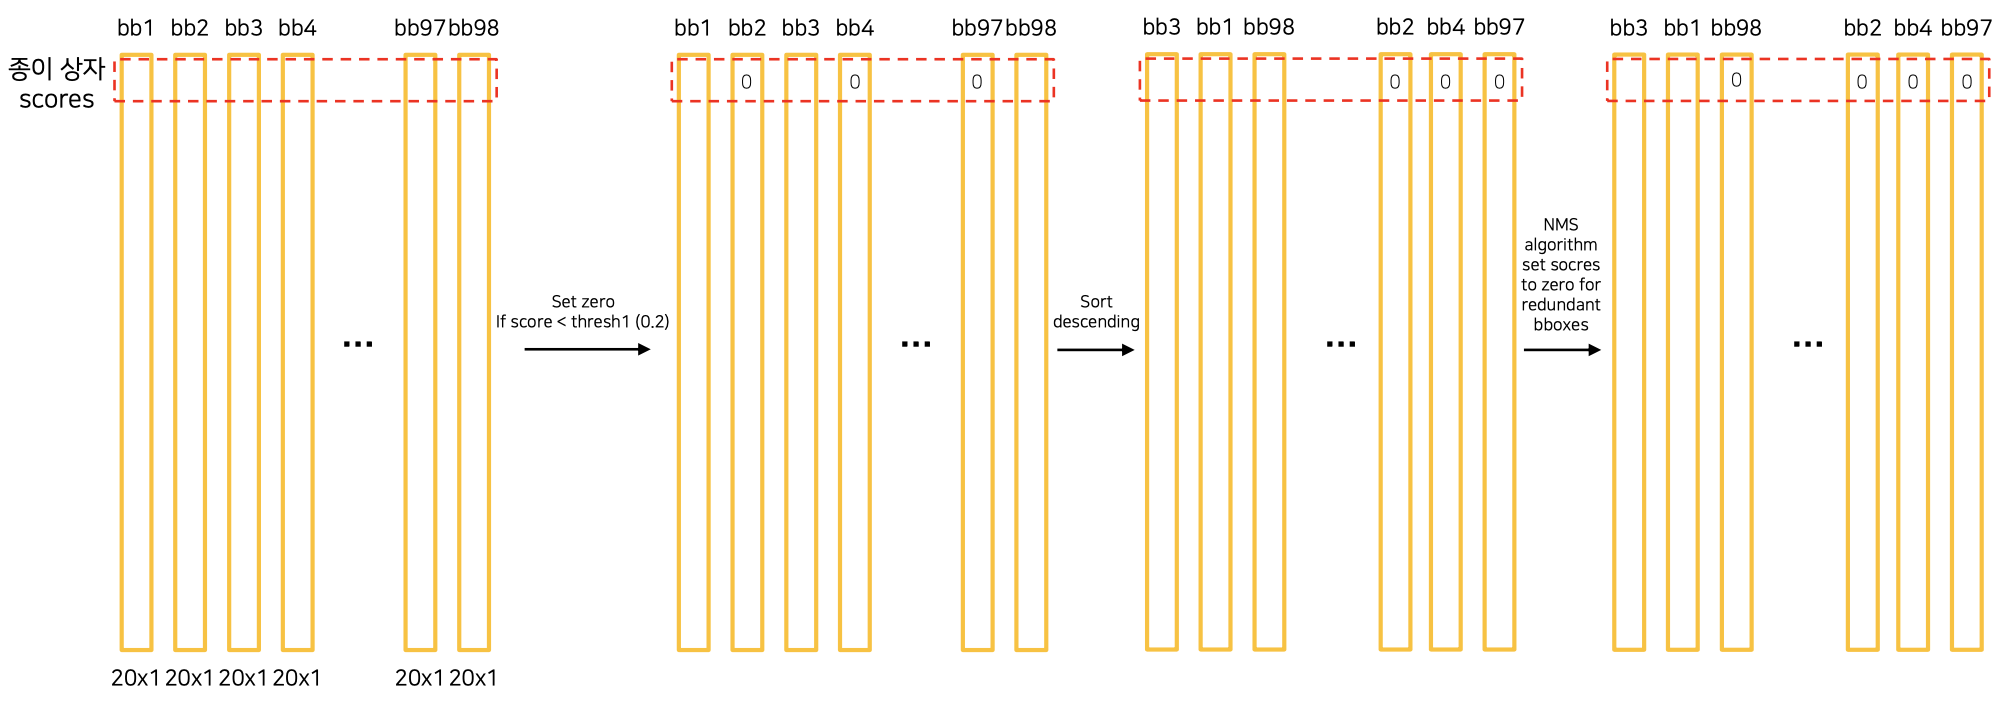 bb1 bb2 bb3 bb4 bb97 bb98
종이 상자
scores
...
20x1 20x1 20x1 20x1 20x1 20x1
Set zero
If score < thresh1 (0.2)
bb1 bb2 bb3 bb4 bb97 bb98
0 0 0
...
Sort
descending
bb3 bb1 bb98 bb2 bb4 bb97
0 0 0
...
NMS
algorithm
set socres
to zero for
redundant
bboxes
bb3 bb1 bb98 bb2 bb4 bb97
0 0 0 0
...